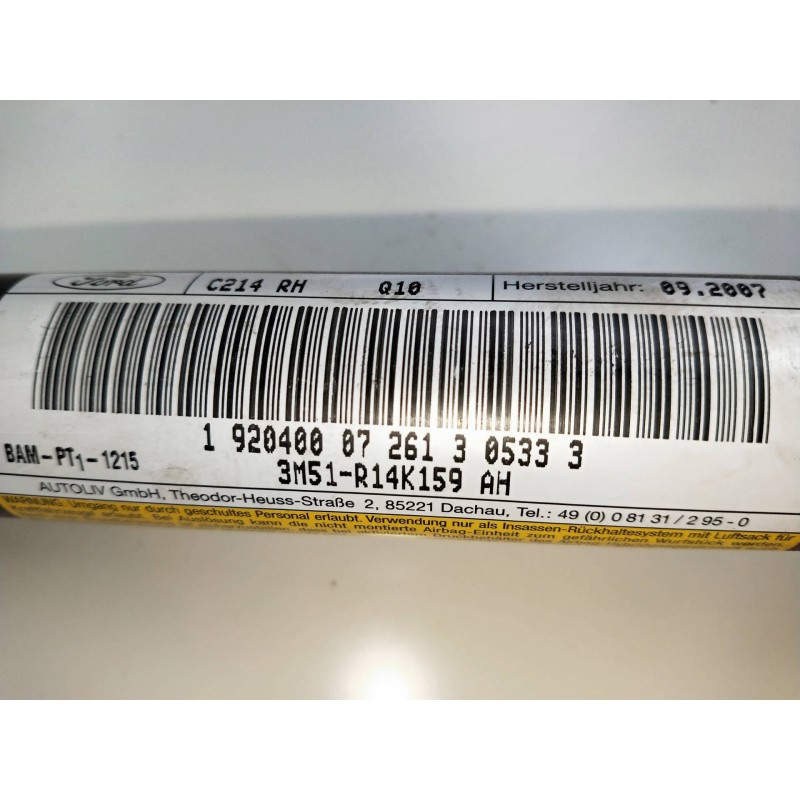 Ford C214 RH Q10 Herstelljahr: 09.2007
1 920400 07 261 3 0533 3
BAM-PT1-1215
3M51-R14K159 AH
AUTOLIV GmbH, Theodor-Heuss-Straße 2, 85221 Dachau, Tel.: 49 (0) 0 81 31 / 2 95 - 0
WARNUNG: Umgang nur durch geschultes Personal erlaubt. Verwendung nur als Insassen-Rückhaltesystem mit Luftsack für
Bei Auslösung kann die nicht montierte Airbag-Einheit zum gefährlichen Wurfstück werden.